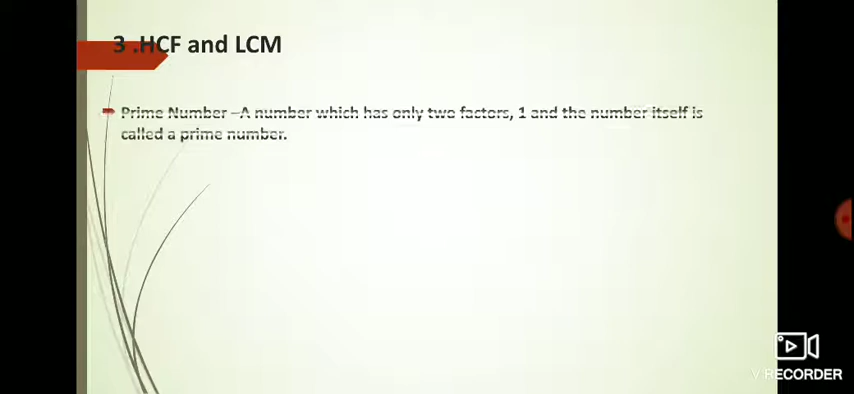 3 .HCF and LCM
Prime Number –A number which has only two factors, 1 and the number itself is
called a prime number.
V RECORDER